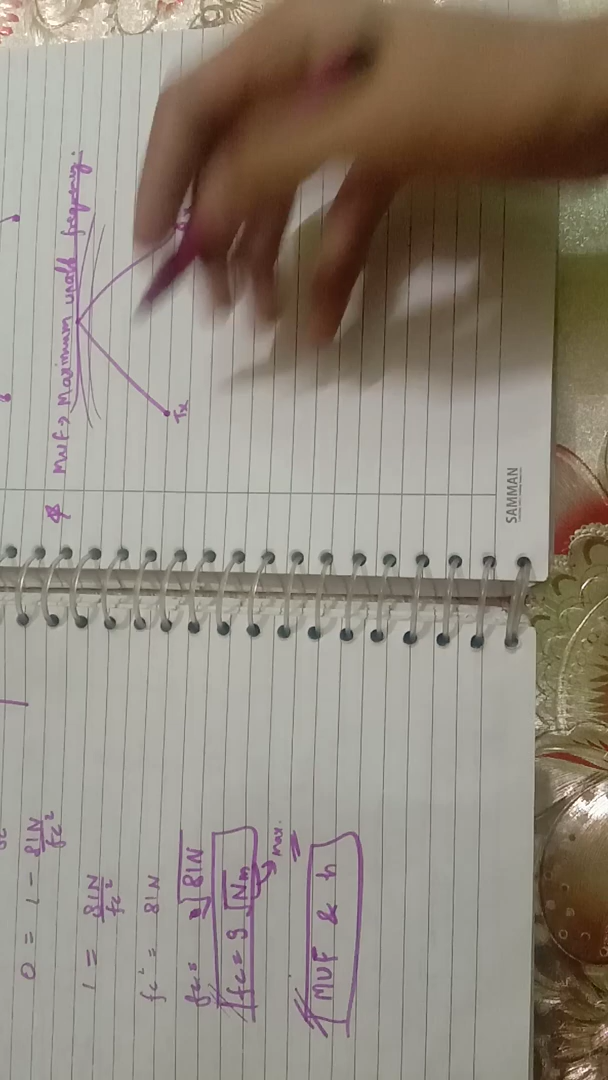 0 = 1 - 81N/fc²
1 = 81N/fc²
fc² = 81N
fc = √81N
fc = 9√Nm
max.
MUF & h
* MUF → Maximum usable frequency.
Tx
SAMMAN